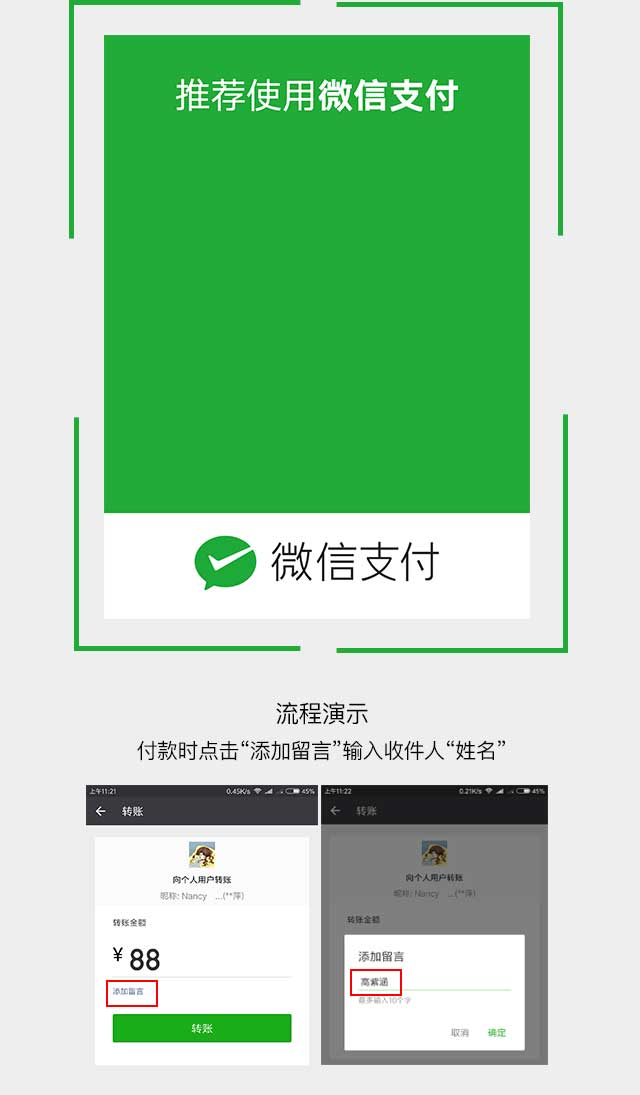 推荐使用微信支付
微信支付
流程演示
付款时点击“添加留言”输入收件人“姓名”
上午11:21 0.45K/s 45%
转账
向个人用户转账
昵称: Nancy ...(**萍)
转账金额
¥ 88
添加留言
转账
上午11:22 0.21K/s 45%
转账
向个人用户转账
昵称: Nancy ...(**萍)
转账金额
添加留言
高紫涵
最多输入10个字
取消 确定